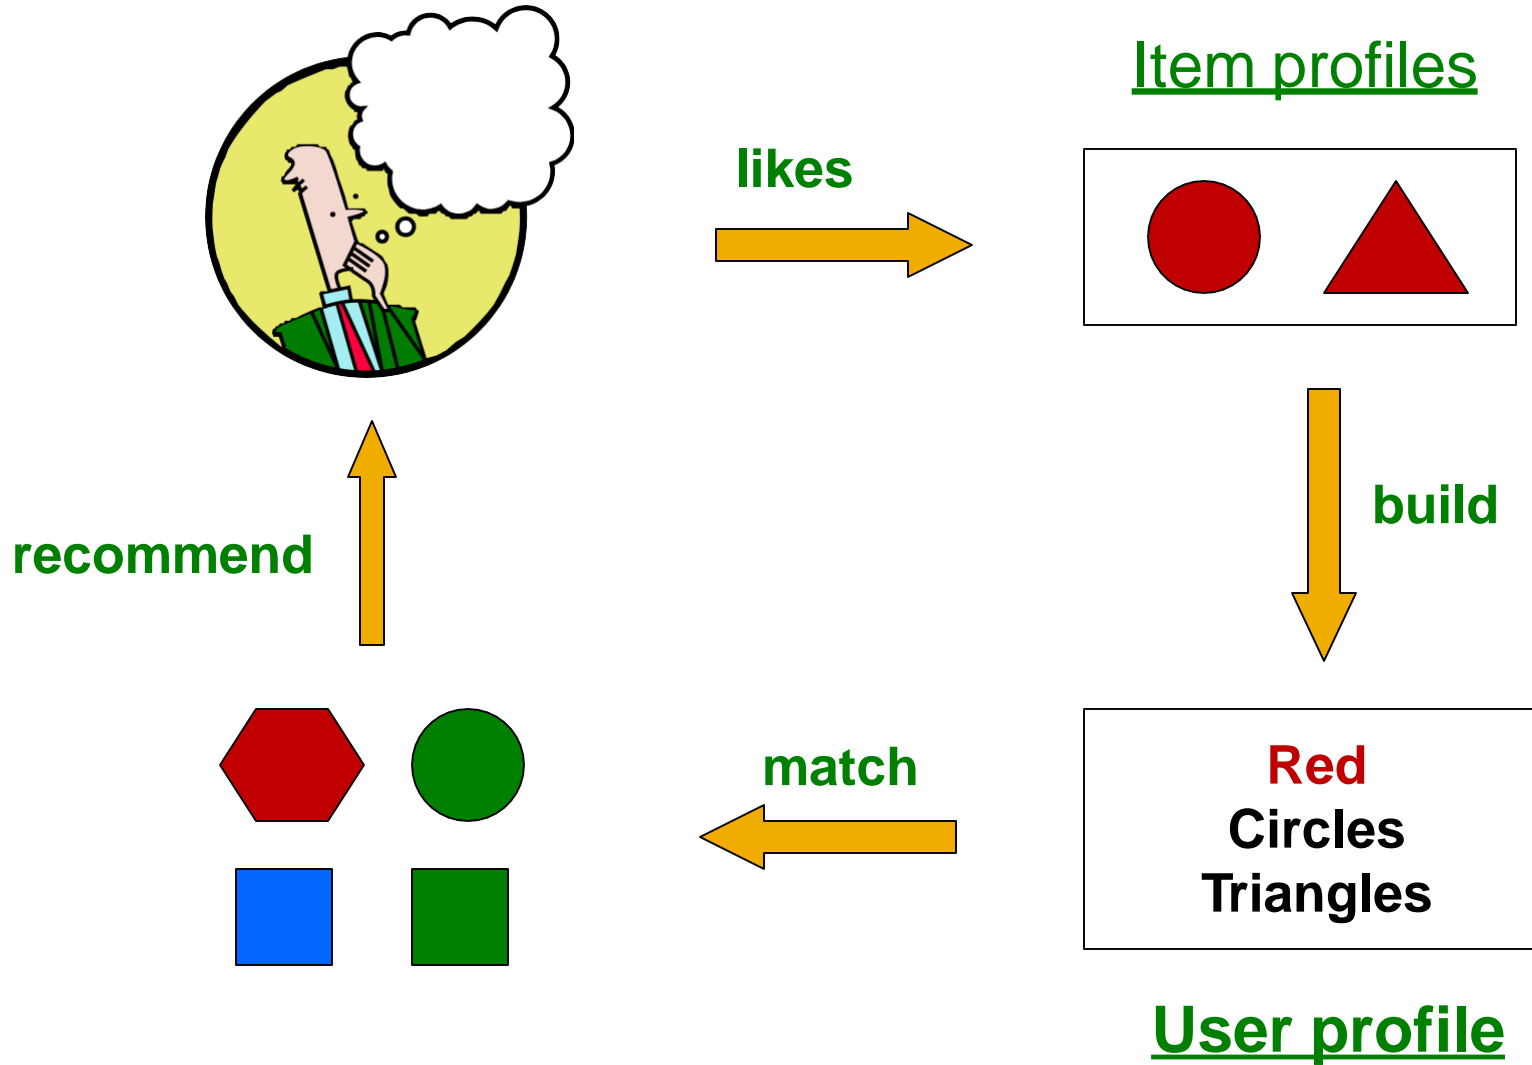 Item profiles
likes
build
recommend
match
Red
Circles
Triangles
User profile